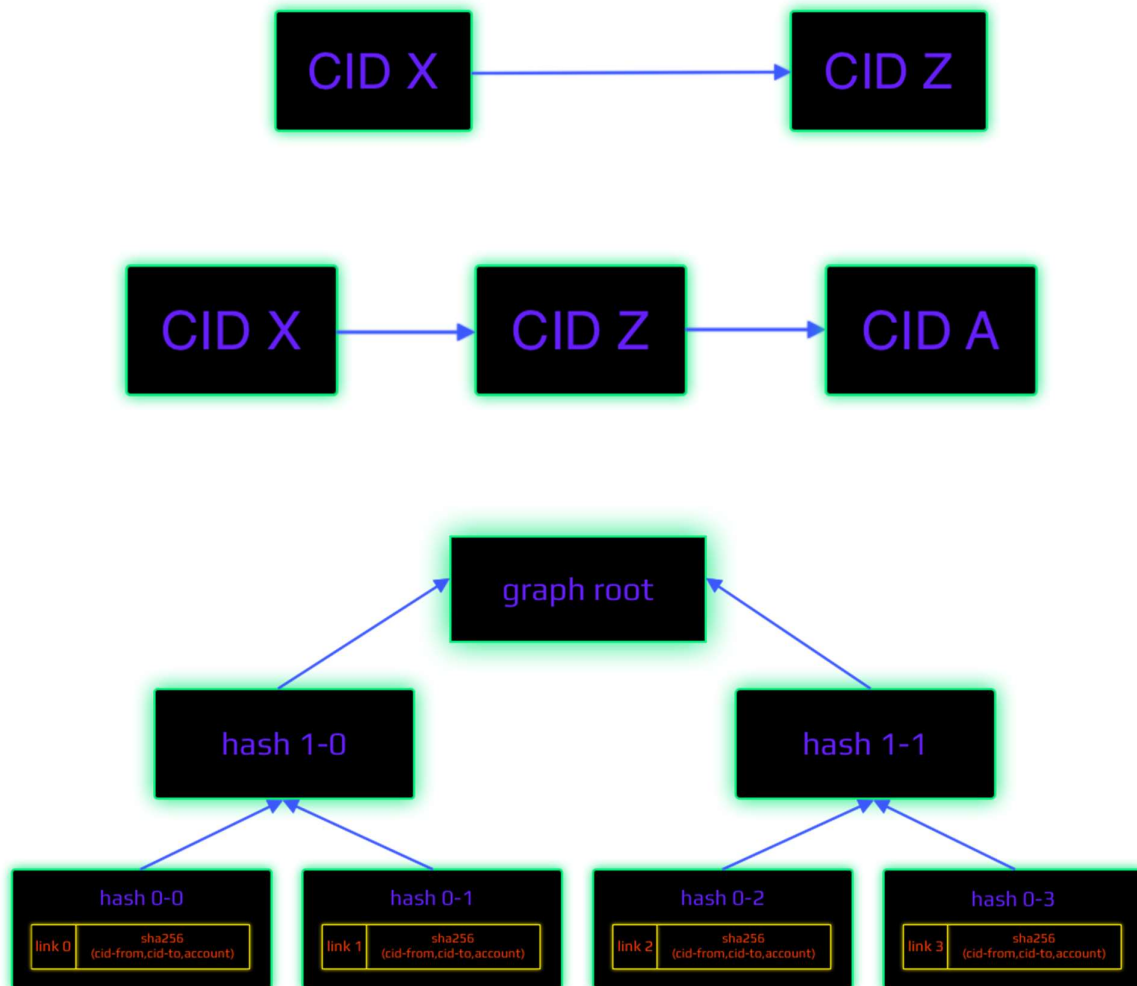 CID X
CID Z
CID X
CID Z
CID A
graph root
hash 1-0
hash 1-1
hash 0-0
hash 0-1
hash 0-2
hash 0-3
link 0
sha256
(cid-from,cid-to,account)
link 1
sha256
(cid-from,cid-to,account)
link 2
sha256
(cid-from,cid-to,account)
link 3
sha256
(cid-from,cid-to,account)